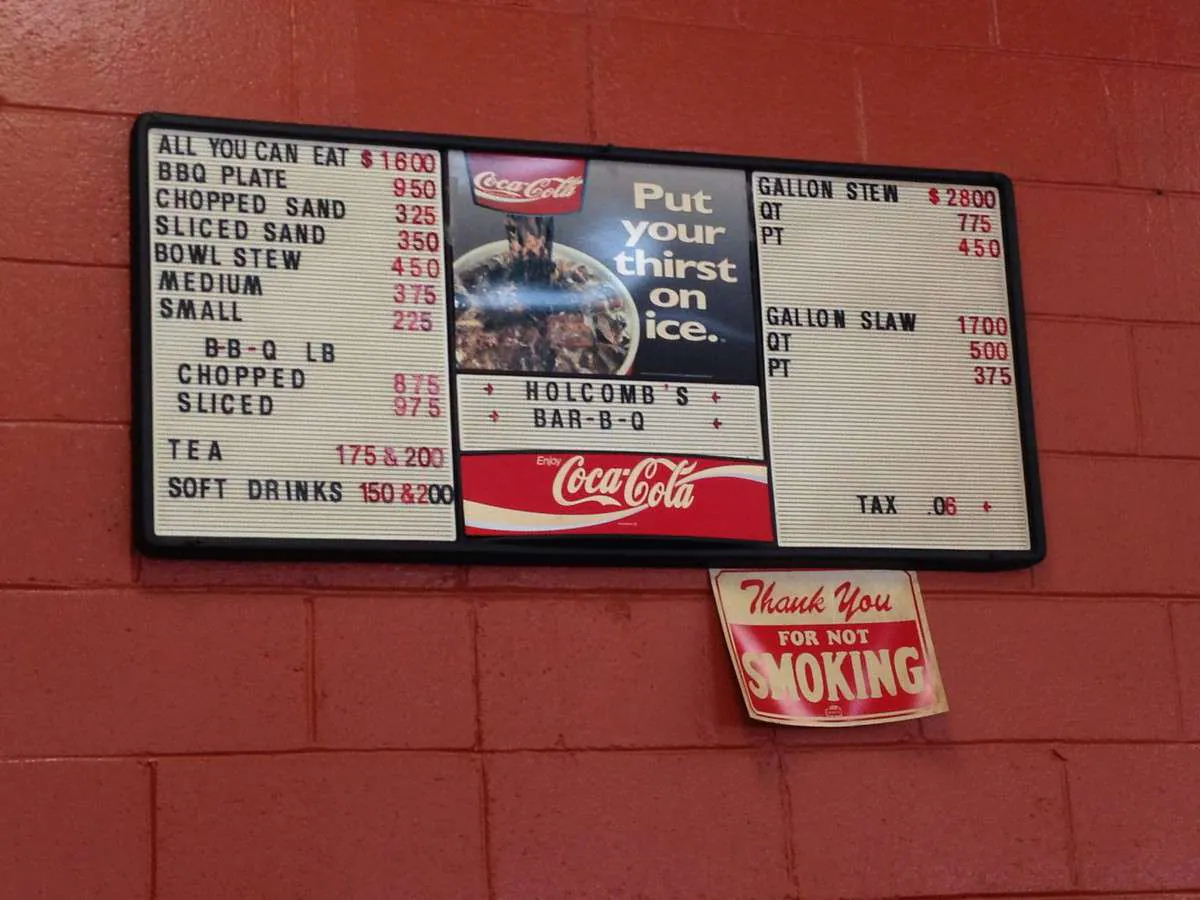 ALL YOU CAN EAT $1600
BBQ PLATE 950
CHOPPED SAND 325
SLICED SAND 350
BOWL STEW 450
MEDIUM 375
SMALL 225
B-B-Q LB
CHOPPED 875
SLICED 975
TEA 175 & 200
SOFT DRINKS 150 & 200
Coca-Cola
Put
your
thirst
on
ice.
HOLCOMB'S
BAR-B-Q
Enjoy
Coca-Cola
GALLON STEW $2800
QT 775
PT 450
GALLON SLAW 1700
QT 500
PT 375
TAX .06
Thank You
FOR NOT
SMOKING